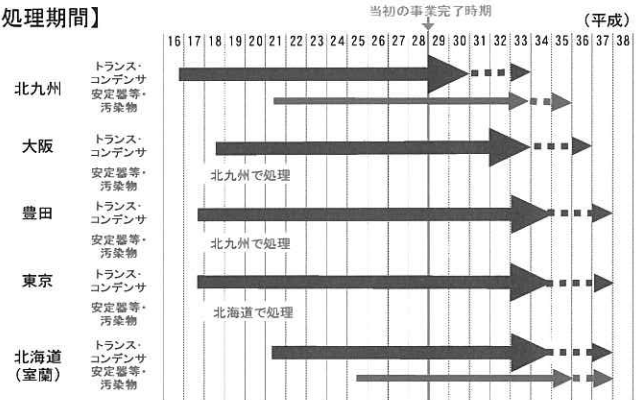 当初の事業完了時期
処理期間】
(平成)
16 17 18 19 20 21 22 23 24 25 26 27 28 29 30 31 32 33 34 35 36 37 38
北九州
トランス・
コンデンサ
安定器等・
汚染物
大阪
トランス・
コンデンサ
安定器等・
汚染物
北九州で処理
豊田
トランス・
コンデンサ
安定器等・
汚染物
北九州で処理
東京
トランス・
コンデンサ
安定器等・
汚染物
北海道で処理
北海道
(室蘭)
トランス・
コンデンサ
安定器等・
汚染物